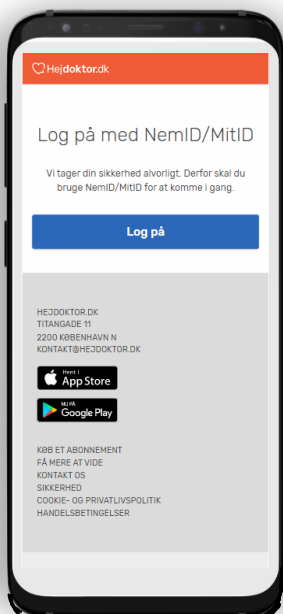 Hejdoktor.dk
Log på med NemID/MitID
Vi tager din sikkerhed alvorligt. Derfor skal du
bruge NemID/MitID for at komme i gang.
Log på
HEJDOKTOR.DK
TITANGADE 11
2200 KØBENHAVN N
KONTAKT@HEJDOKTOR.DK
Hent i
App Store
NU PÅ
Google Play
KØB ET ABONNEMENT
FÅ MERE AT VIDE
KONTAKT OS
SIKKERHED
COOKIE- OG PRIVATLIVSPOLITIK
HANDELSBETINGELSER